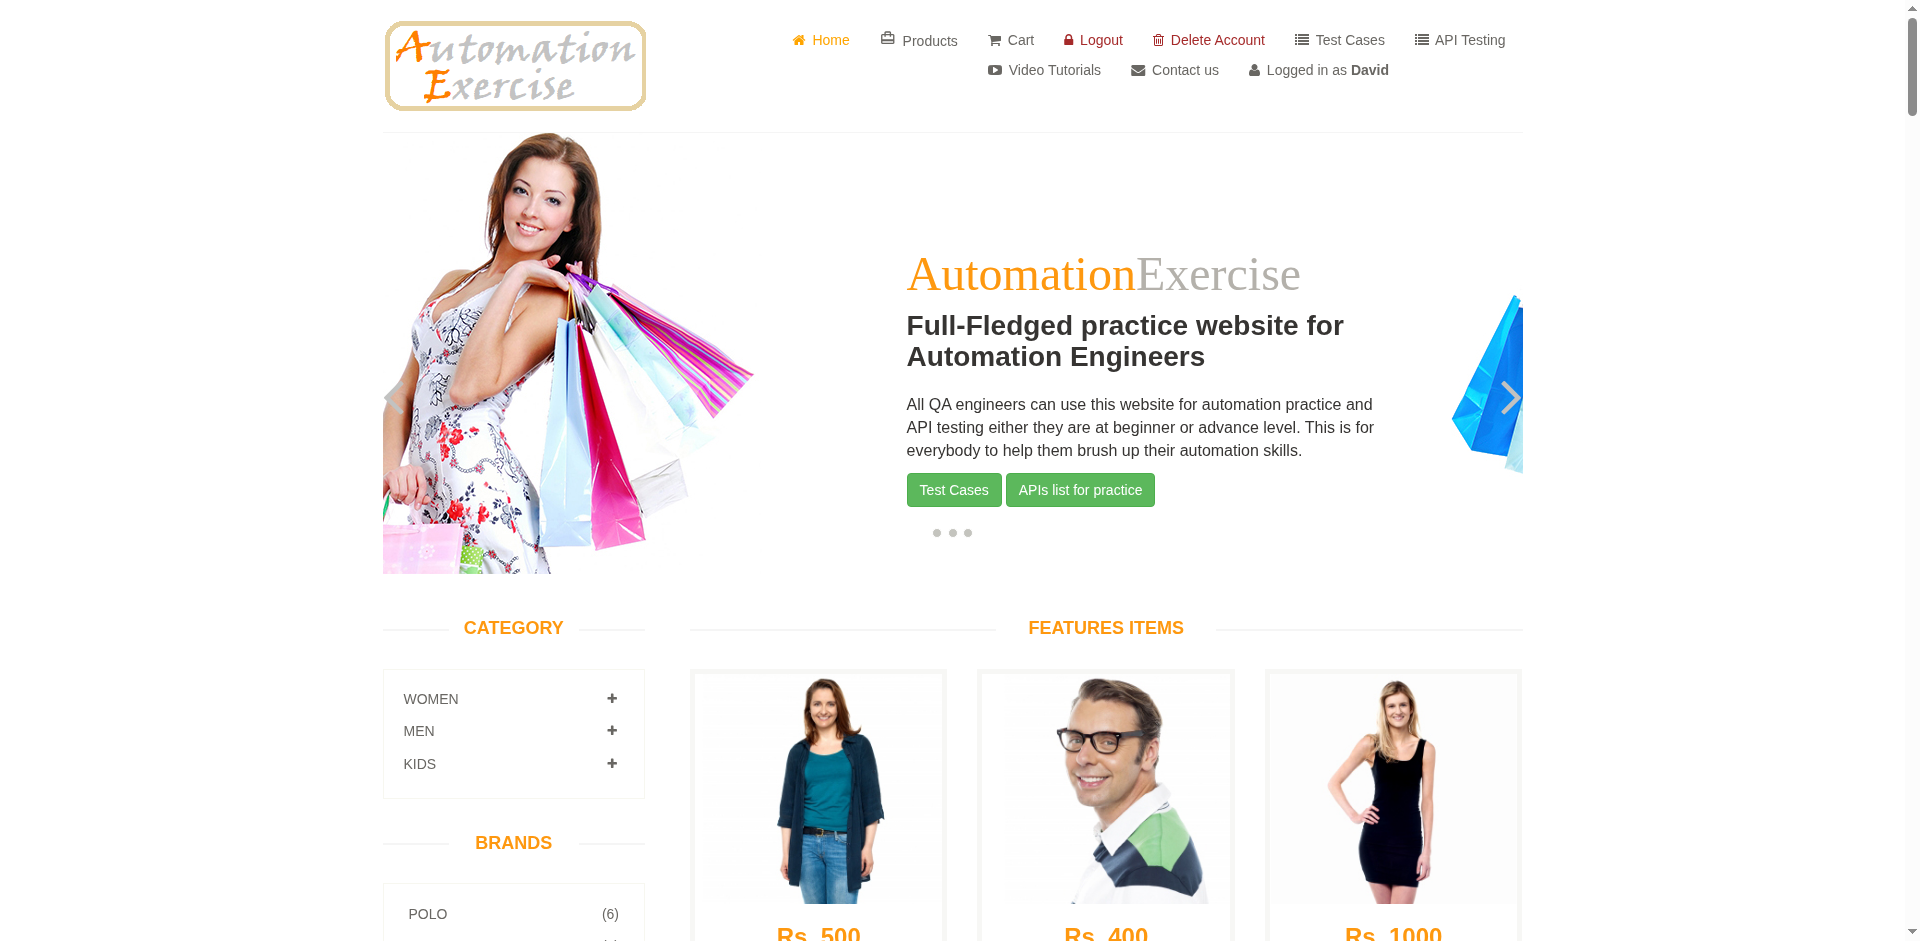 Automation
Exercise
Home
Products
Cart
Logout
Delete Account
Test Cases
API Testing
Video Tutorials
Contact us
Logged in as David
AutomationExercise
Full-Fledged practice website for
Automation Engineers
All QA engineers can use this website for automation practice and
API testing either they are at beginner or advance level. This is for
everybody to help them brush up their automation skills.
Test Cases
APIs list for practice
CATEGORY
WOMEN
MEN
KIDS
BRANDS
POLO (6)
FEATURES ITEMS
Rs. 500
Rs. 400
Rs. 1000